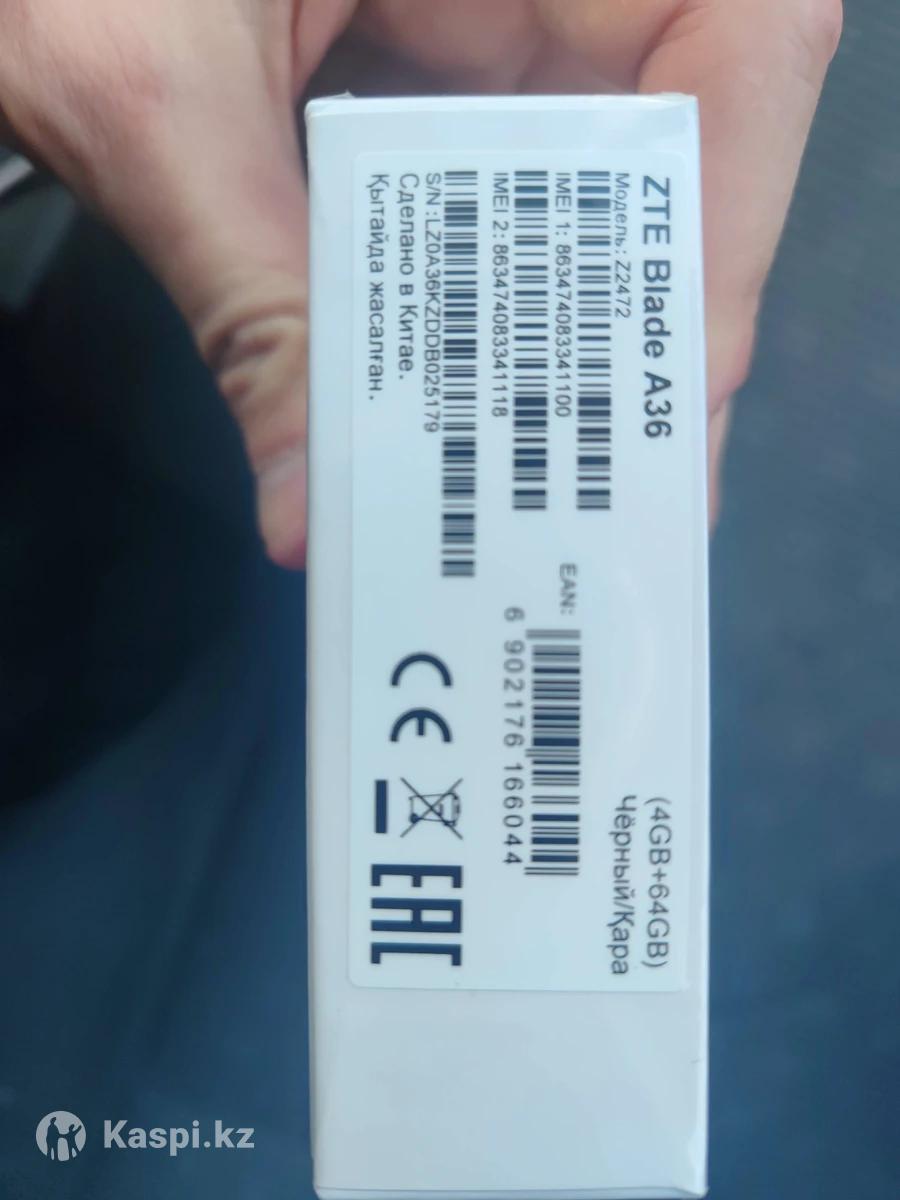 ZTE Blade A36
(4GB+64GB)
Модель: Z2472
Чёрный/Қара
IMEI 1: 863474083341100
EAN:
6 902176 166044
IMEI 2: 863474083341118
S/N:LZ0A36KZDDB025179
Сделано в Китае.
Қытайда жасалған.
CE
EAC
Kaspi.kz